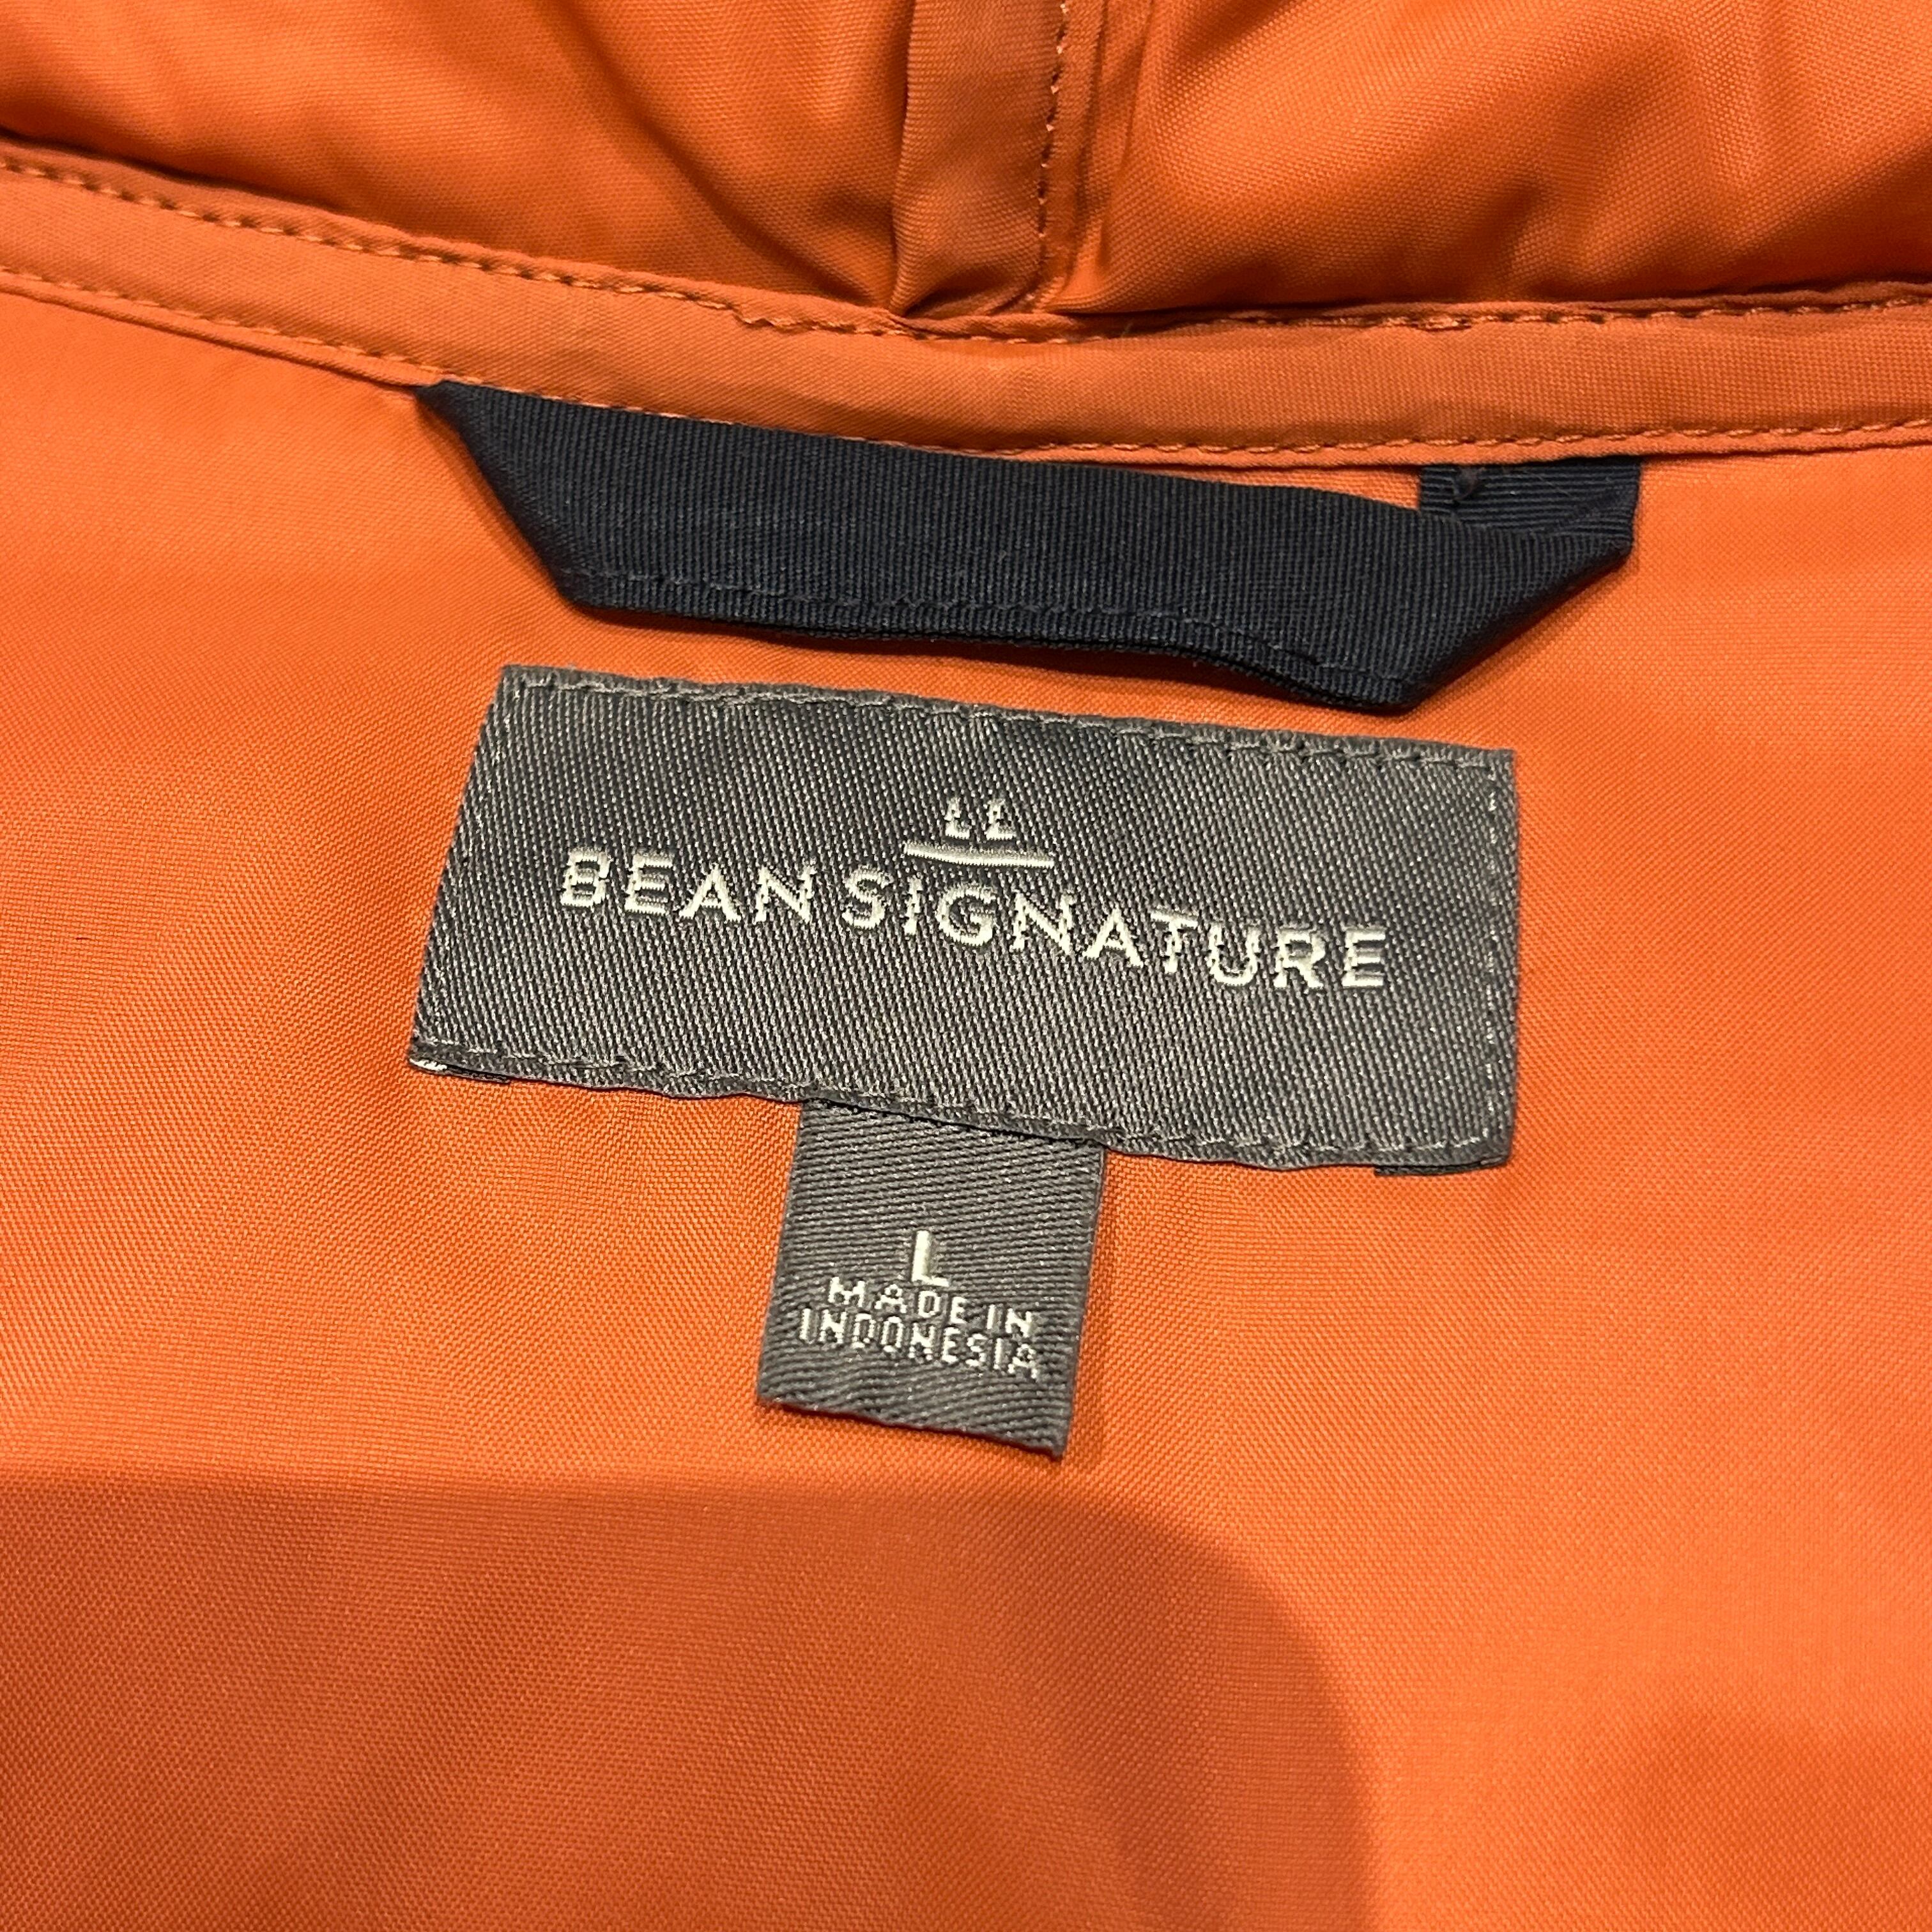 LL
BEAN SIGNATURE
L
MADE IN
INDONESIA